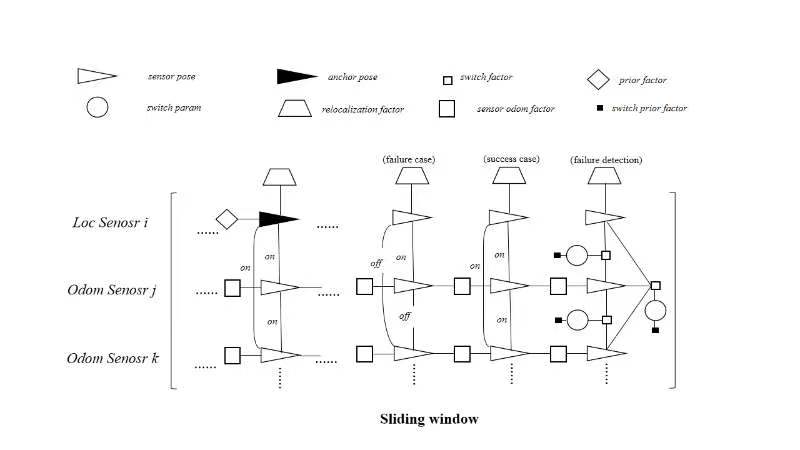 sensor pose anchor pose switch factor prior factor
switch param relocalization factor sensor odom factor switch prior factor
(failure case) (success case) (failure detection)
Loc Senosr i
on on off on on on
Odom Senosr j
on off on
Odom Senosr k
Sliding window